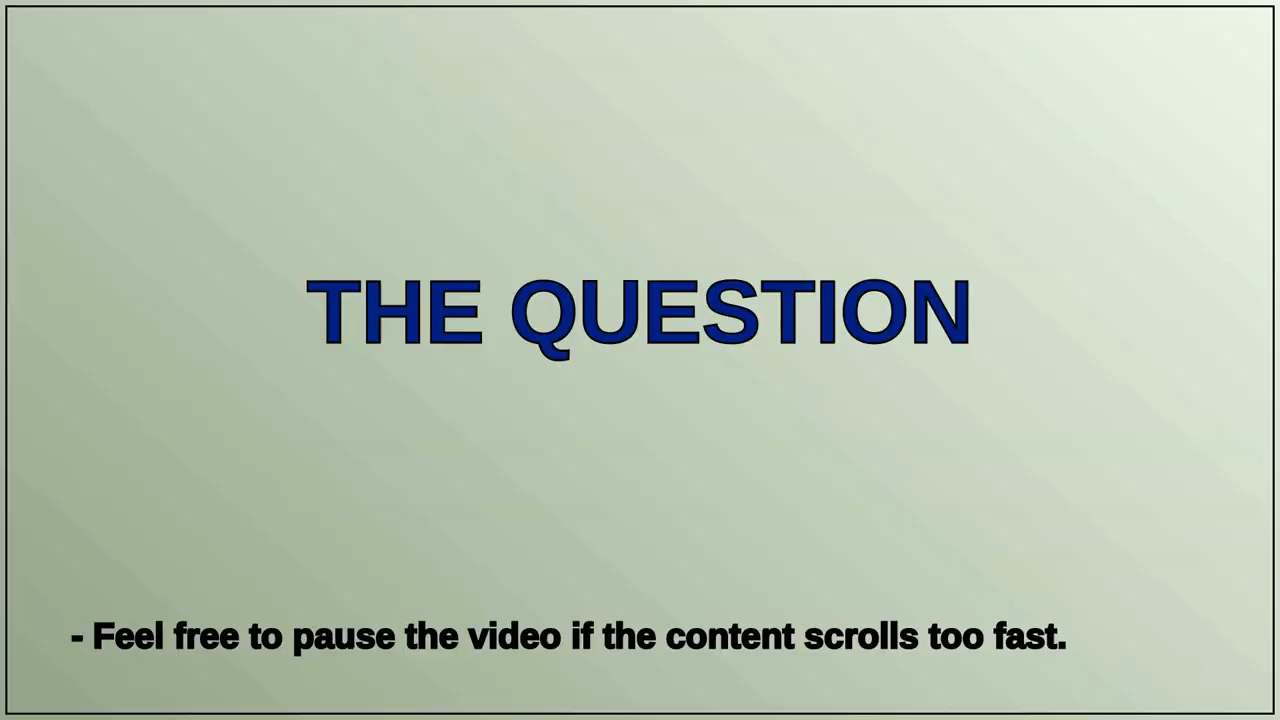 THE QUESTION
- Feel free to pause the video if the content scrolls too fast.